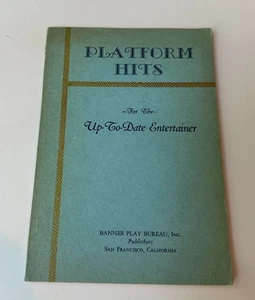 PLATFORM
HITS
~For The~
Up-To-Date Entertainer
BANNER PLAY BUREAU, Inc.
Publishers
San Francisco, California